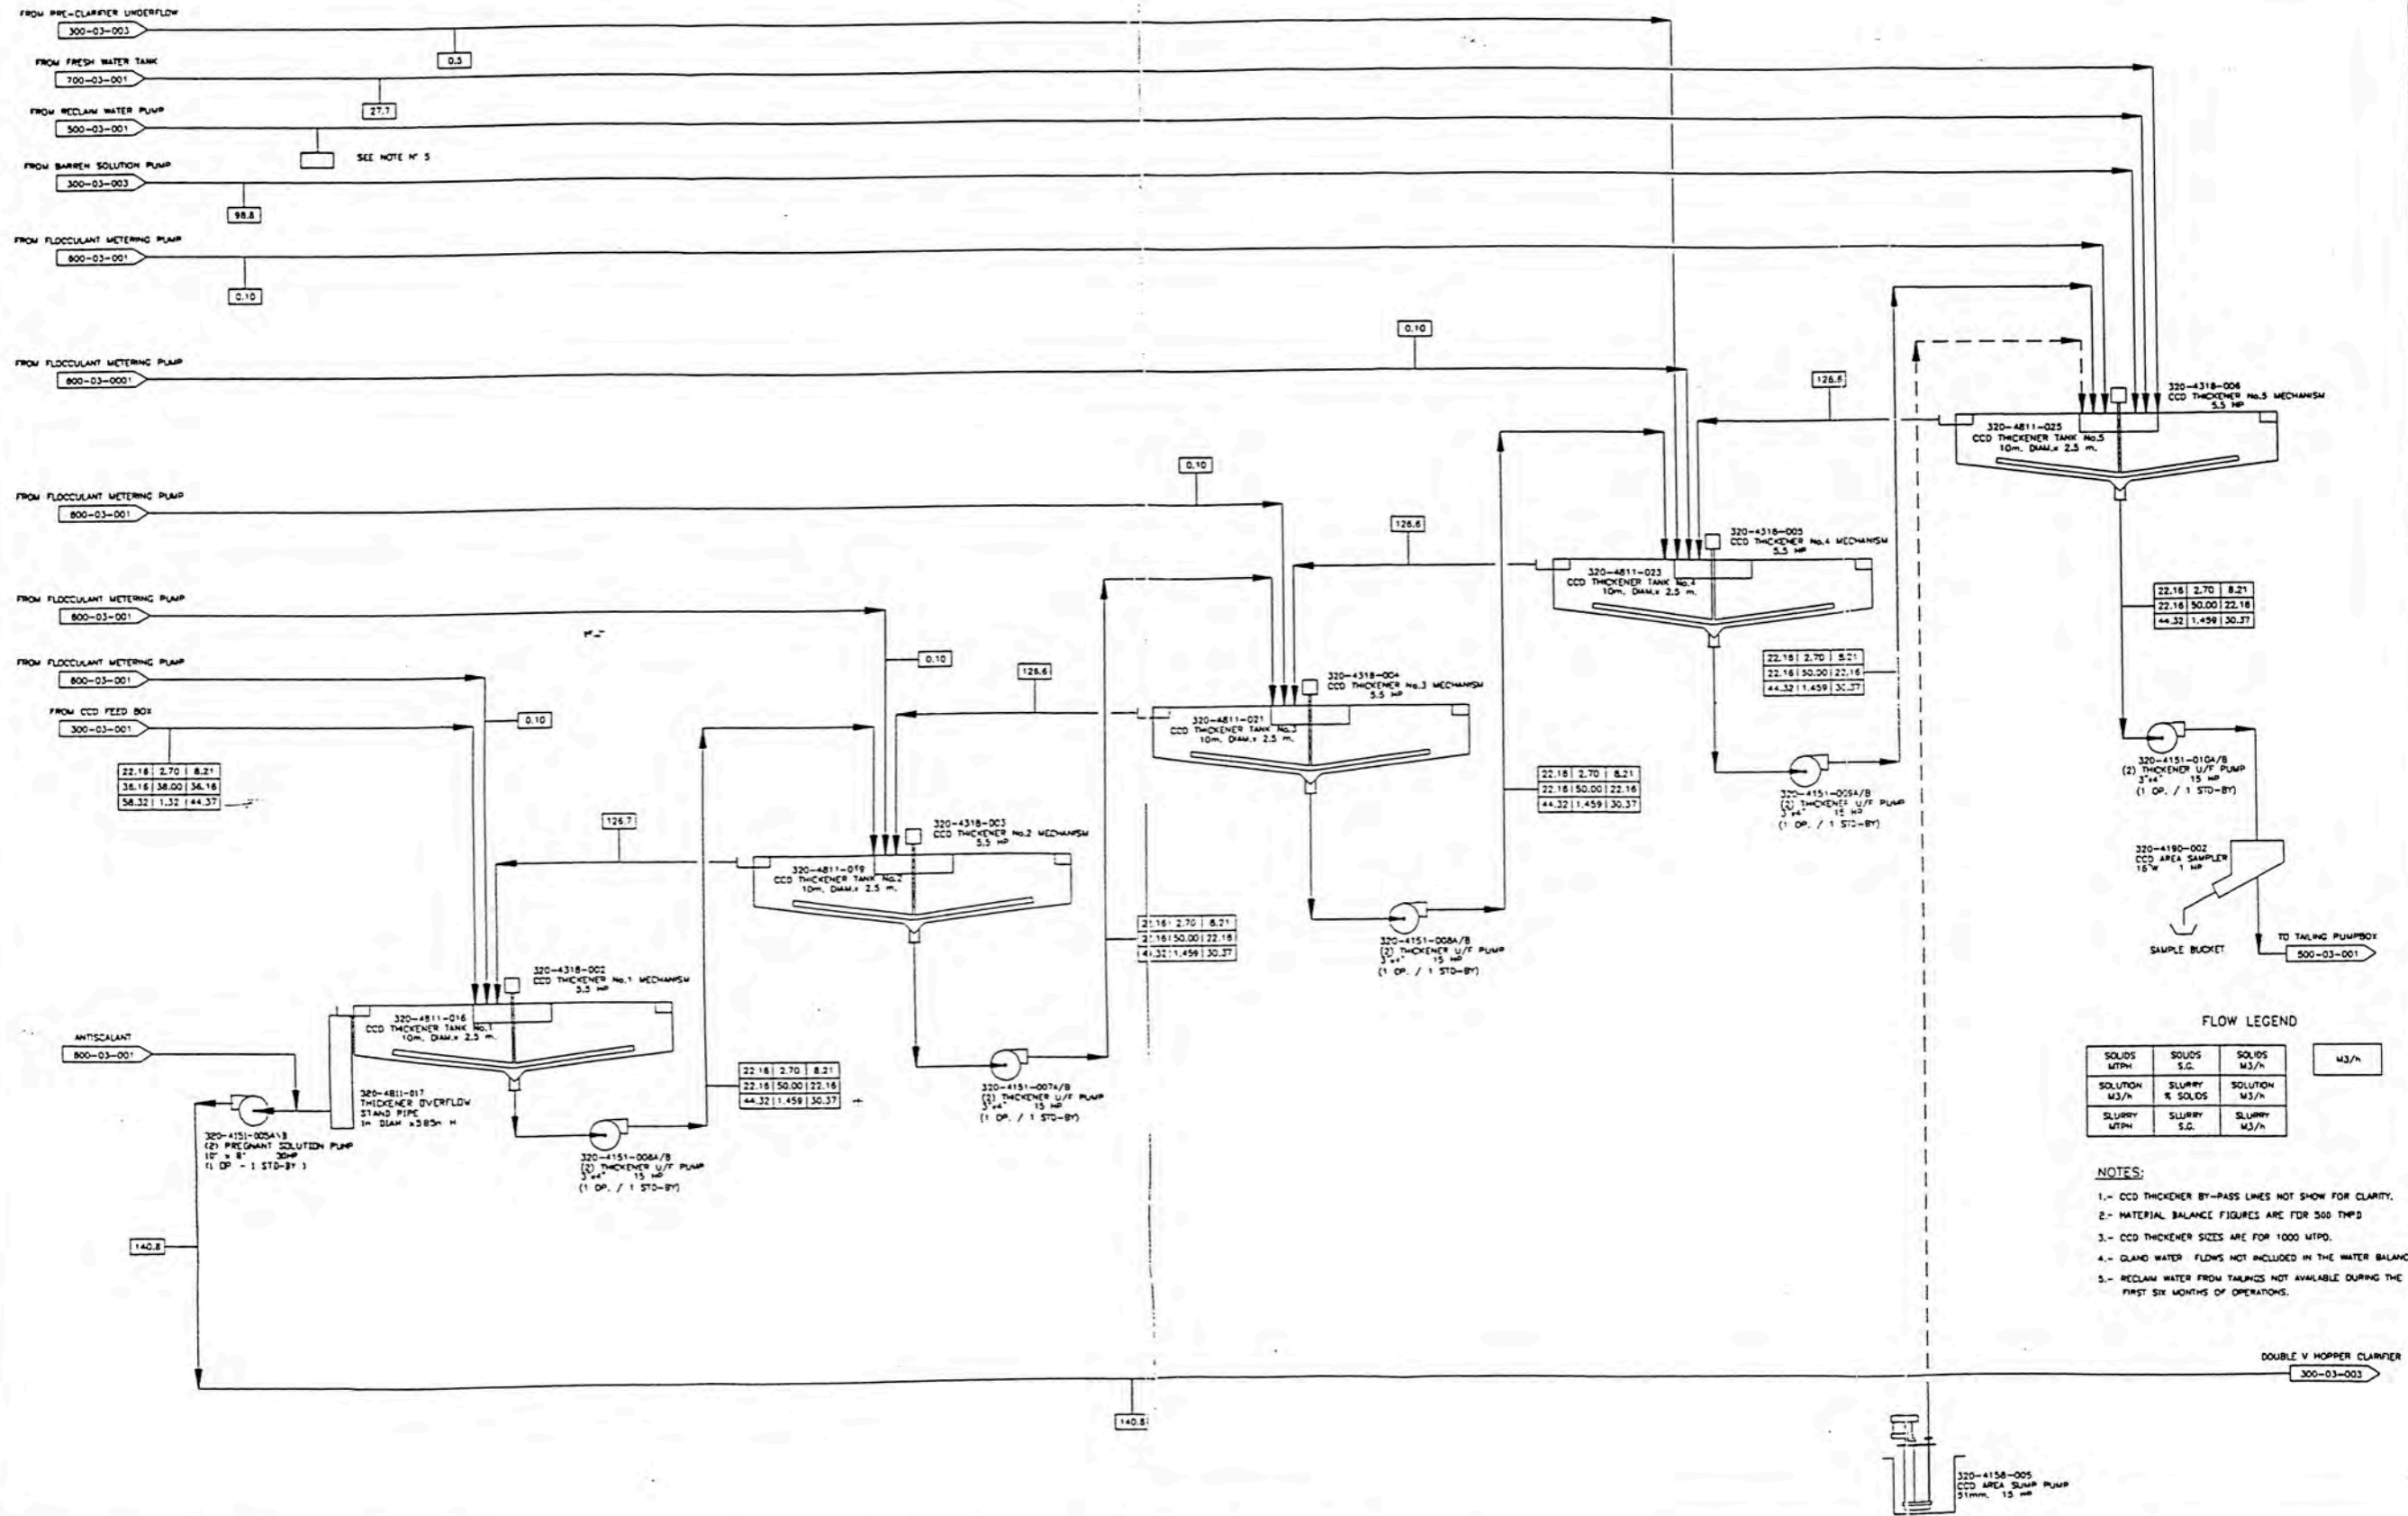 FROM PRE-CLARIFIER UNDERFLOW
300-03-003
0.5
FROM FRESH WATER TANK
700-03-001
27.7
FROM RECLAIM WATER PUMP
500-03-001
SEE NOTE N° 5
FROM BARREN SOLUTION PUMP
300-03-003
98.8
FROM FLOCCULANT METERING PUMP
800-03-001
0.10
FROM FLOCCULANT METERING PUMP
800-03-0001
0.10
126.6
320-4318-006
CCD THICKENER No.5 MECHANISM
5.5 HP
320-4811-025
CCD THICKENER TANK No.5
10m. DIAM.x 2.5 m.
FROM FLOCCULANT METERING PUMP
800-03-001
0.10
126.6
320-4318-005
CCD THICKENER No.4 MECHANISM
5.5 HP
320-4811-023
CCD THICKENER TANK No.4
10m. DIAM.x 2.5 m.
22.16 2.70 8.21
22.16 50.00 22.16
44.32 1.459 30.37
FROM FLOCCULANT METERING PUMP
800-03-001
0.10
126.6
320-4318-004
CCD THICKENER No.3 MECHANISM
5.5 HP
320-4811-021
CCD THICKENER TANK No.3
10m. DIAM.x 2.5 m.
22.16 2.70 8.21
22.16 50.00 22.16
44.32 1.459 30.37
FROM FLOCCULANT METERING PUMP
800-03-001
0.10
FROM CCD FEED BOX
300-03-001
22.16 2.70 8.21
36.16 38.00 36.16
58.32 1.32 44.37
126.7
320-4318-003
CCD THICKENER No.2 MECHANISM
5.5 HP
320-4811-019
CCD THICKENER TANK No.2
10m. DIAM.x 2.5 m.
22.16 2.70 8.21
22.16 50.00 22.16
44.32 1.459 30.37
320-4151-009A/B
(2) THICKENER U/F PUMP
3"x4" 15 HP
(1 OP. / 1 STD-BY)
320-4151-010A/B
(2) THICKENER U/F PUMP
3"x4" 15 HP
(1 OP. / 1 STD-BY)
320-4190-002
CCD AREA SAMPLER
16"W 1 HP
SAMPLE BUCKET
TO TAILING PUMPBOX
500-03-001
2.70 8.21
50.00 22.16
1.459 30.37
320-4151-008A/B
(2) THICKENER U/F PUMP
3"x4" 15 HP
(1 OP. / 1 STD-BY)
320-4318-002
CCD THICKENER No.1 MECHANISM
5.5 HP
320-4811-016
CCD THICKENER TANK No.1
10m. DIAM.x 2.5 m.
ANTISCALANT
800-03-001
320-4811-017
THICKENER OVERFLOW
STAND PIPE
1m DIAM x5.85m H
320-4151-005A\B
(2) PREGNANT SOLUTION PUMP
10" x 8" 30HP
(1 OP - 1 STD-BY )
320-4151-006A/B
(2) THICKENER U/F PUMP
3"x4" 15 HP
(1 OP. / 1 STD-BY)
22.16 2.70 8.21
22.16 50.00 22.16
44.32 1.459 30.37
320-4151-007A/B
(2) THICKENER U/F PUMP
3"x4" 15 HP
(1 OP. / 1 STD-BY)
FLOW LEGEND
SOLIDS MTPH SOLIDS S.G. SOLIDS M3/h M3/h
SOLUTION M3/h SLURRY % SOLIDS SOLUTION M3/h
SLURRY MTPH SLURRY S.G. SLURRY M3/h
NOTES:
1.- CCD THICKENER BY-PASS LINES NOT SHOW FOR CLARITY.
2.- MATERIAL BALANCE FIGURES ARE FOR 500 TMPD
3.- CCD THICKENER SIZES ARE FOR 1000 MTPD.
4.- GLAND WATER FLOWS NOT INCLUDED IN THE WATER BALANC
5.- RECLAIM WATER FROM TAILINGS NOT AVAILABLE DURING THE
FIRST SIX MONTHS OF OPERATIONS.
140.8
140.8
DOUBLE V HOPPER CLARIFIER
300-03-003
320-4158-005
CCD AREA SUMP PUMP
51mm. 15 HP